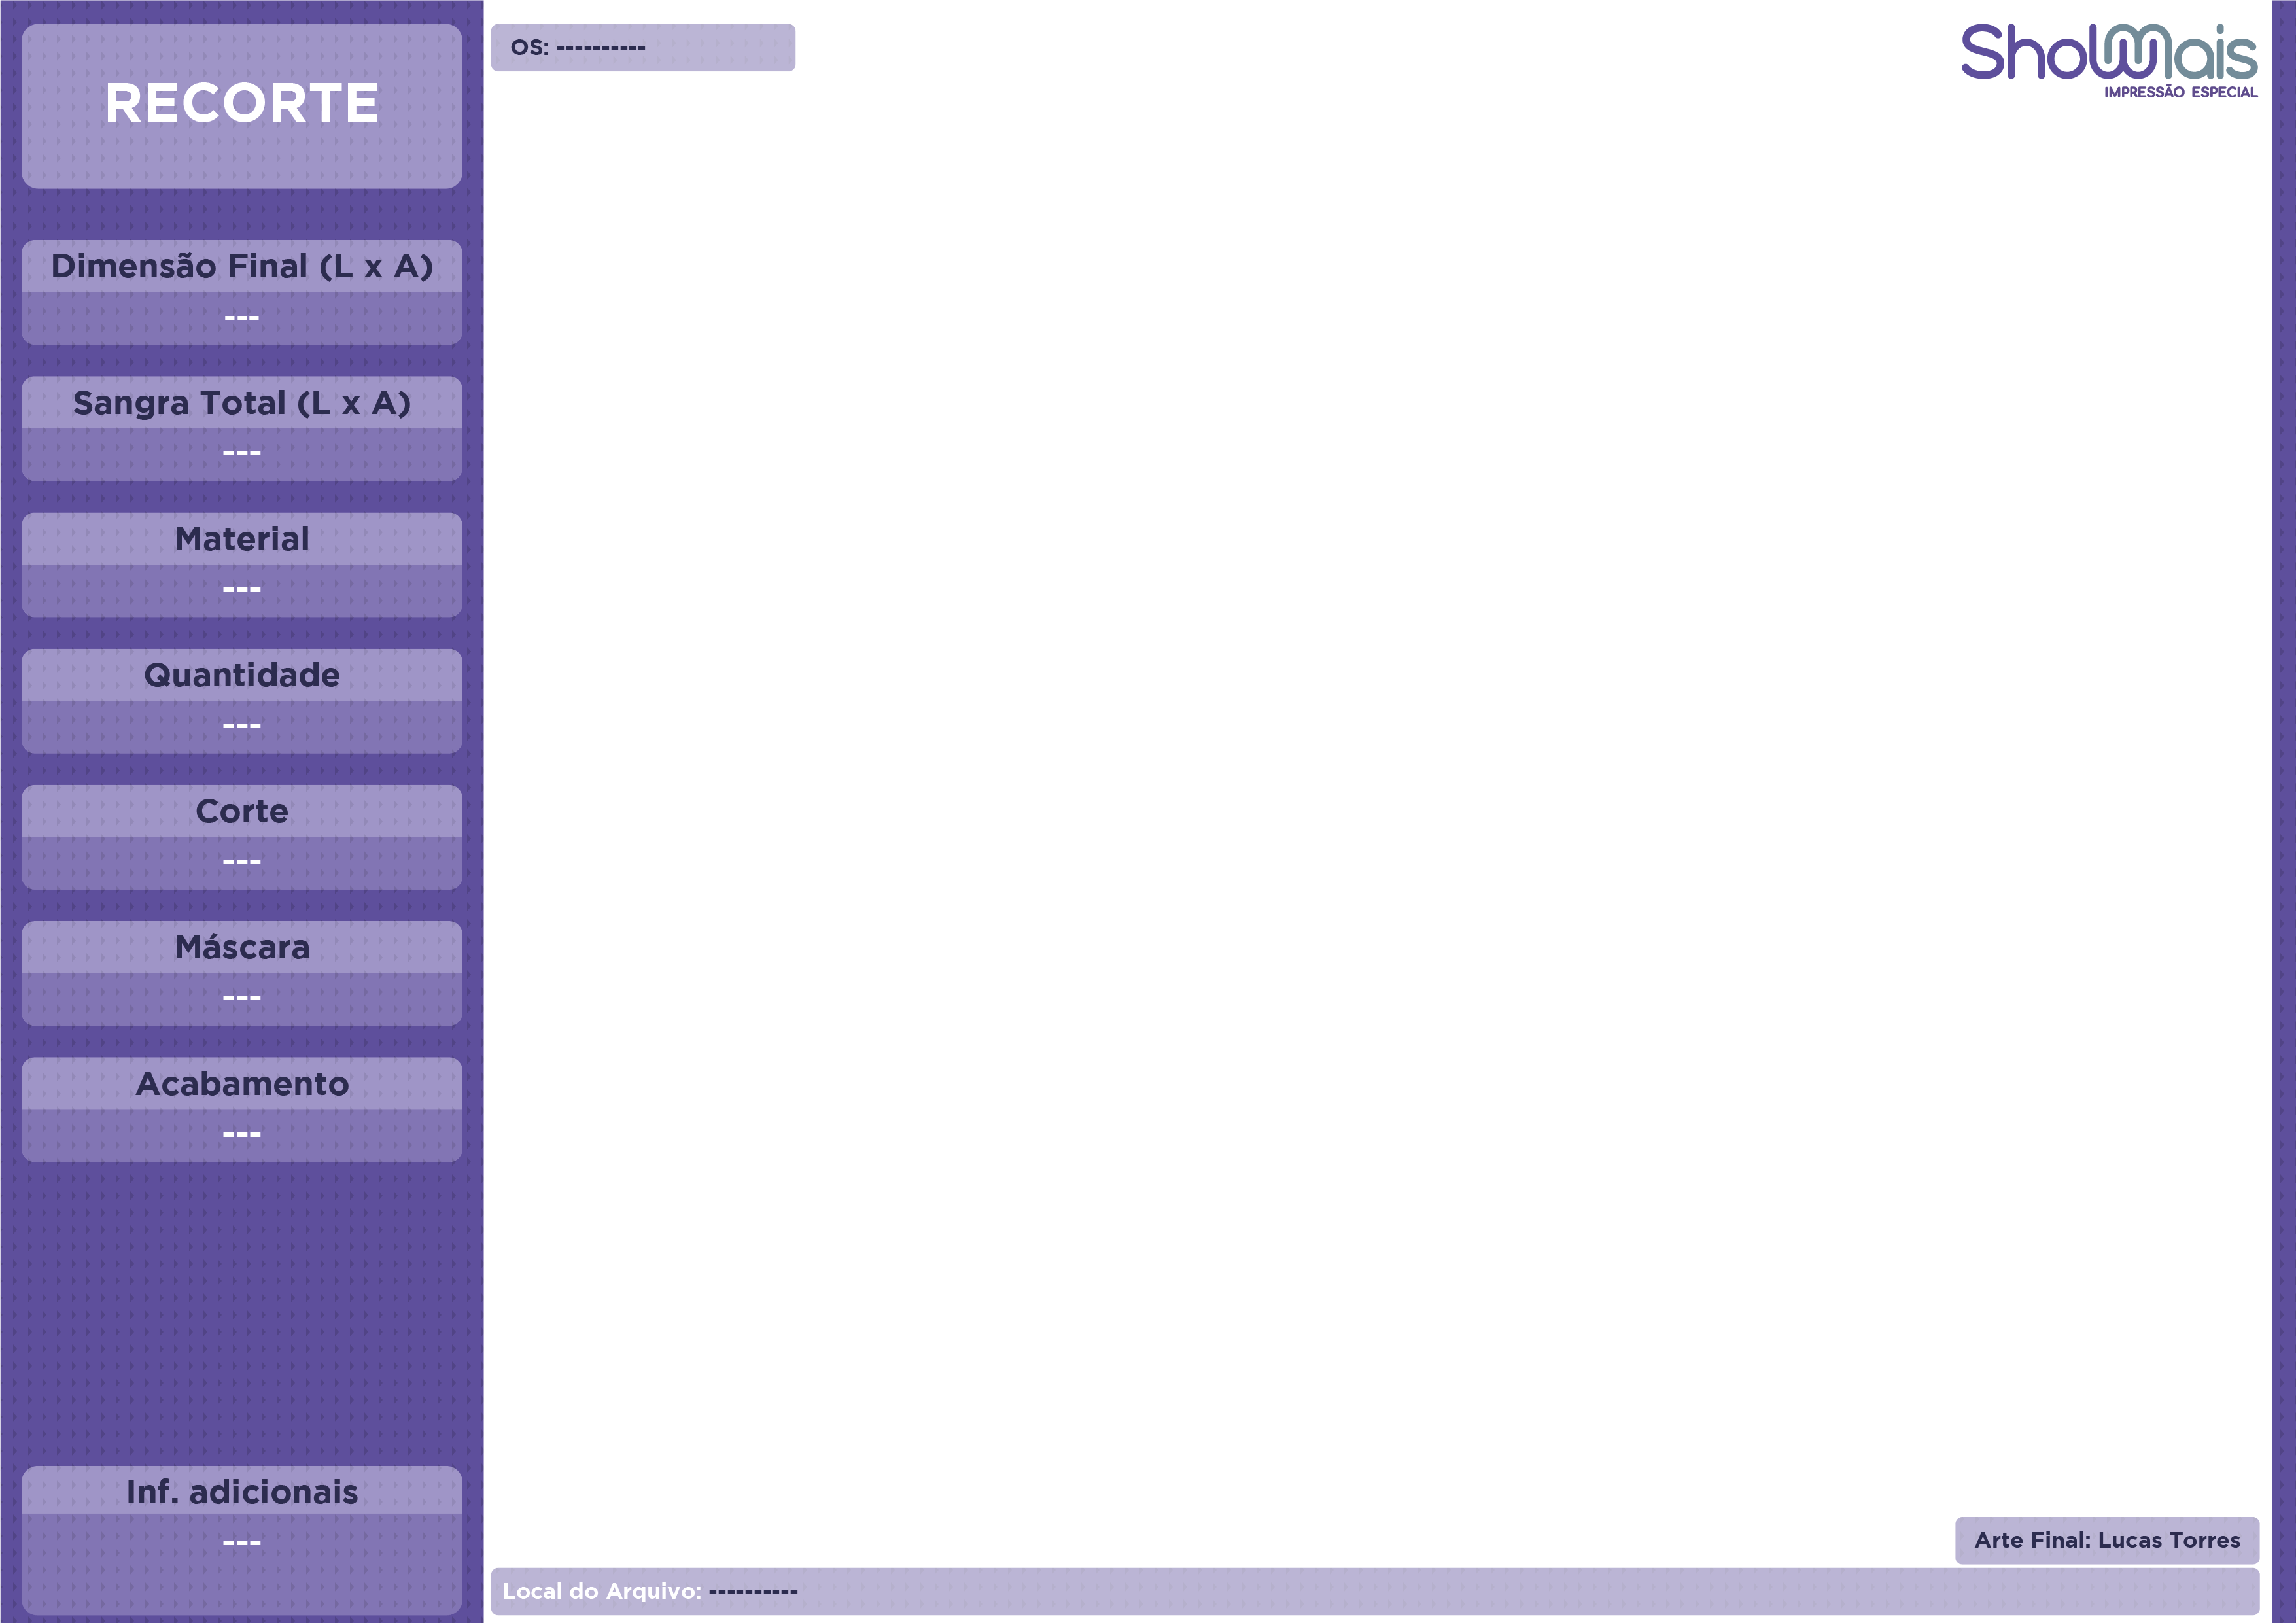 RECORTE
Dimensão Final (L x A)
---
Sangra Total (L x A)
---
Material
---
Quantidade
---
Corte
---
Máscara
---
Acabamento
---
Inf. adicionais
---
OS: ----------
ShowMais
IMPRESSÃO ESPECIAL
Arte Final: Lucas Torres
Local do Arquivo: ----------